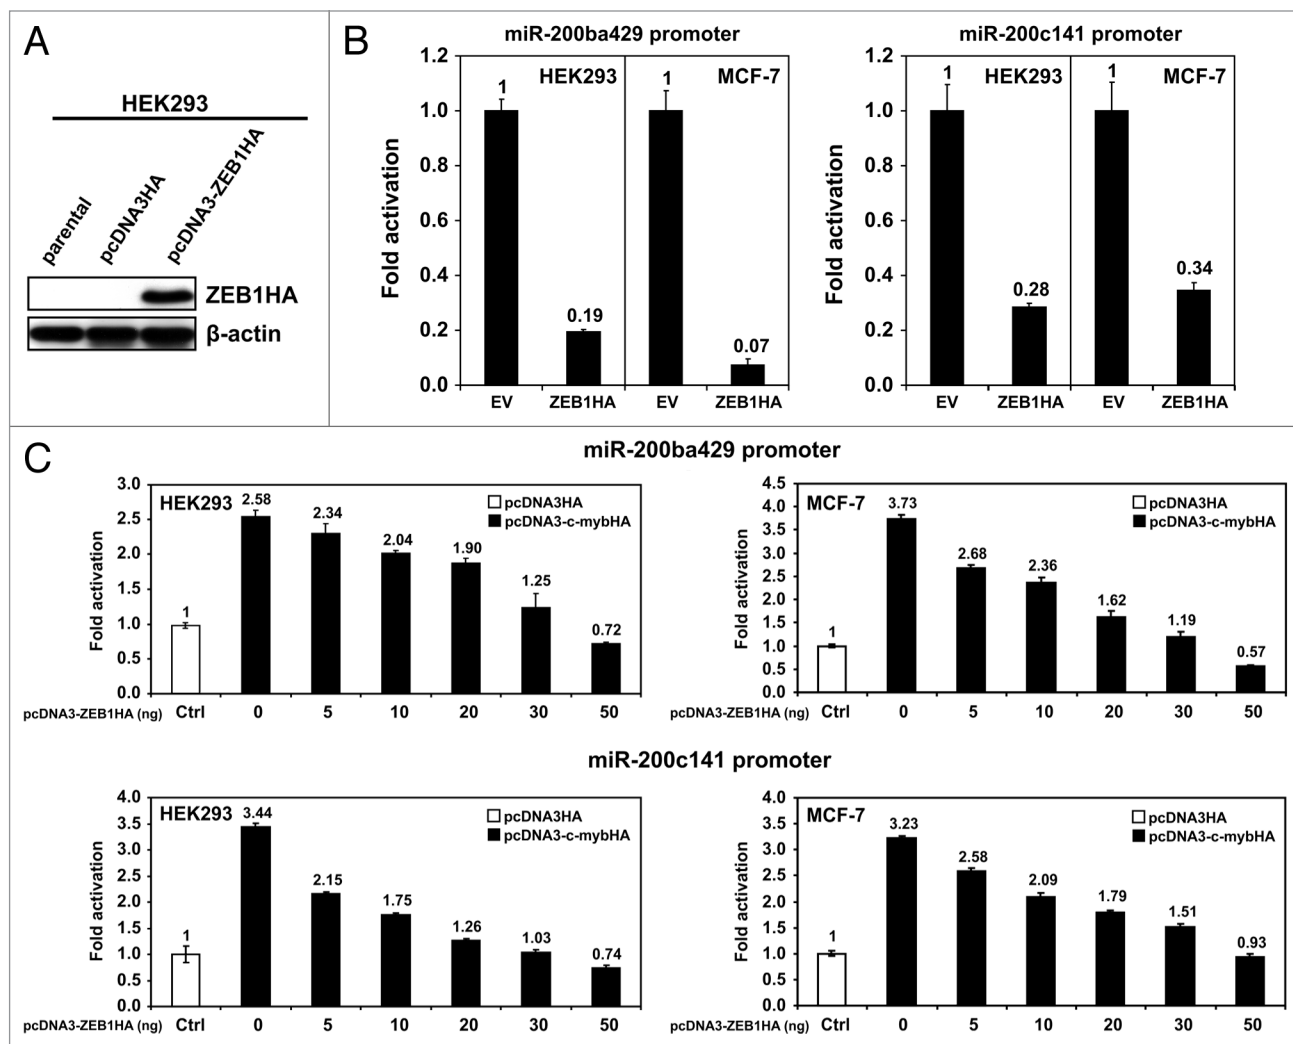 A
HEK293
parental
pcDNA3HA
pcDNA3-ZEB1HA
ZEB1HA
β-actin
B
miR-200ba429 promoter
Fold activation
1.2
1.0
0.8
0.6
0.4
0.2
0.0
HEK293
MCF-7
1
0.19
1
0.07
EV
ZEB1HA
EV
ZEB1HA
miR-200c141 promoter
Fold activation
1.2
1.0
0.8
0.6
0.4
0.2
0.0
HEK293
MCF-7
1
0.28
1
0.34
EV
ZEB1HA
EV
ZEB1HA
C
miR-200ba429 promoter
Fold activation
3.0
2.5
2.0
1.5
1.0
0.5
0.0
HEK293
pcDNA3HA
pcDNA3-c-mybHA
1
2.58
2.34
2.04
1.90
1.25
0.72
pcDNA3-ZEB1HA (ng) Ctrl 0 5 10 20 30 50
Fold activation
4.5
4.0
3.5
3.0
2.5
2.0
1.5
1.0
0.5
0.0
MCF-7
pcDNA3HA
pcDNA3-c-mybHA
1
3.73
2.68
2.36
1.62
1.19
0.57
pcDNA3-ZEB1HA (ng) Ctrl 0 5 10 20 30 50
miR-200c141 promoter
Fold activation
4.0
3.5
3.0
2.5
2.0
1.5
1.0
0.5
0.0
HEK293
pcDNA3HA
pcDNA3-c-mybHA
1
3.44
2.15
1.75
1.26
1.03
0.74
pcDNA3-ZEB1HA (ng) Ctrl 0 5 10 20 30 50
Fold activation
4.0
3.5
3.0
2.5
2.0
1.5
1.0
0.5
0.0
MCF-7
pcDNA3HA
pcDNA3-c-mybHA
1
3.23
2.58
2.09
1.79
1.51
0.93
pcDNA3-ZEB1HA (ng) Ctrl 0 5 10 20 30 50